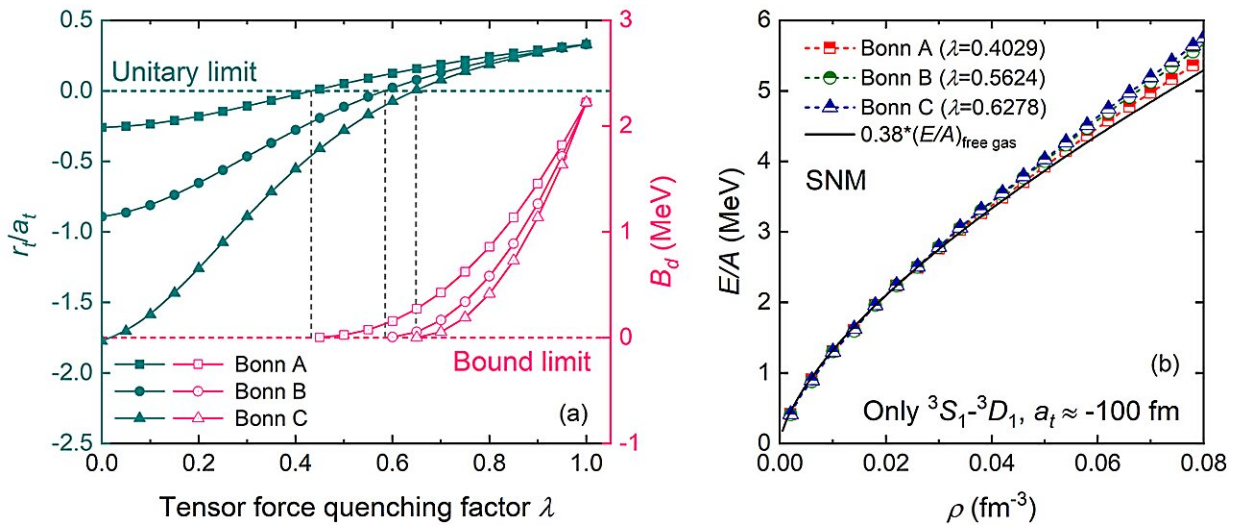 0.5
0.0
-0.5
-1.0
-1.5
-2.0
-2.5
r_t/a_t
Unitary limit
Bound limit
Bonn A
Bonn B
Bonn C
(a)
3
2
1
0
-1
B_d (MeV)
0.0 0.2 0.4 0.6 0.8 1.0
Tensor force quenching factor λ
6
5
4
3
2
1
0
E/A (MeV)
Bonn A (λ=0.4029)
Bonn B (λ=0.5624)
Bonn C (λ=0.6278)
0.38*(E/A)free gas
SNM
(b)
Only ³S₁-³D₁, a_t ≈ -100 fm
0.00 0.02 0.04 0.06 0.08
ρ (fm⁻³)